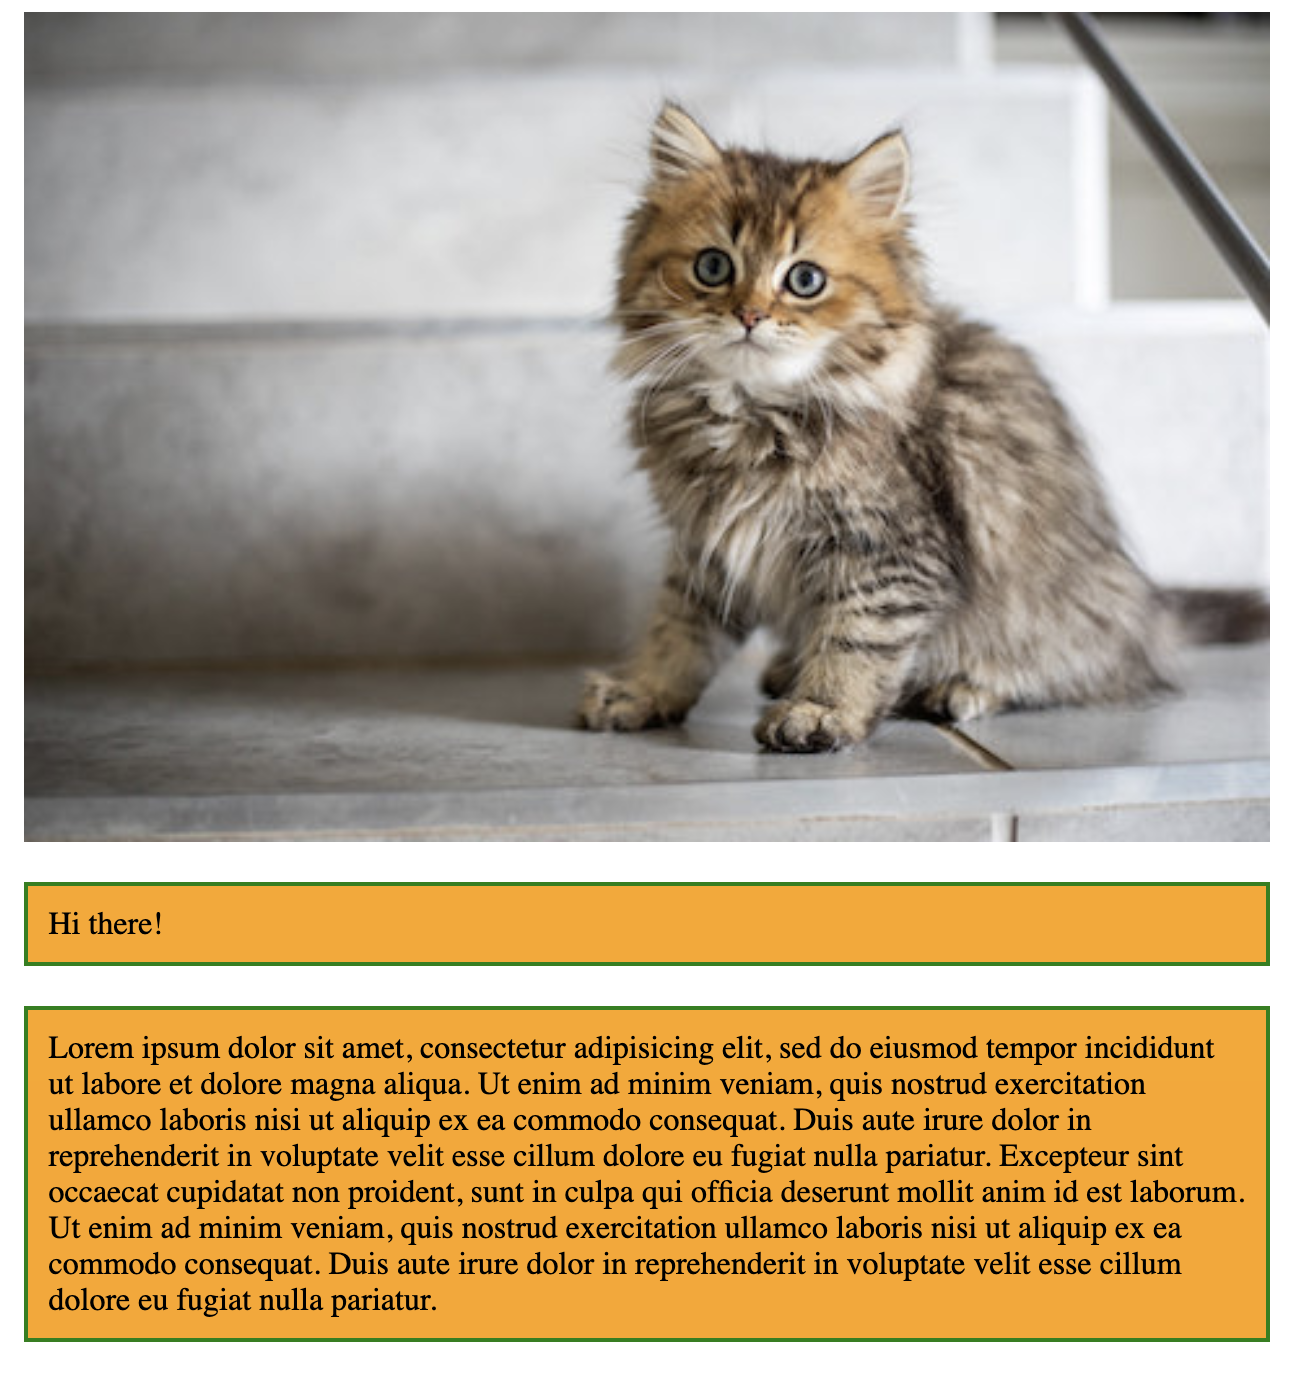 Hi there!
Lorem ipsum dolor sit amet, consectetur adipisicing elit, sed do eiusmod tempor incididunt
ut labore et dolore magna aliqua. Ut enim ad minim veniam, quis nostrud exercitation
ullamco laboris nisi ut aliquip ex ea commodo consequat. Duis aute irure dolor in
reprehenderit in voluptate velit esse cillum dolore eu fugiat nulla pariatur. Excepteur sint
occaecat cupidatat non proident, sunt in culpa qui officia deserunt mollit anim id est laborum.
Ut enim ad minim veniam, quis nostrud exercitation ullamco laboris nisi ut aliquip ex ea
commodo consequat. Duis aute irure dolor in reprehenderit in voluptate velit esse cillum
dolore eu fugiat nulla pariatur.